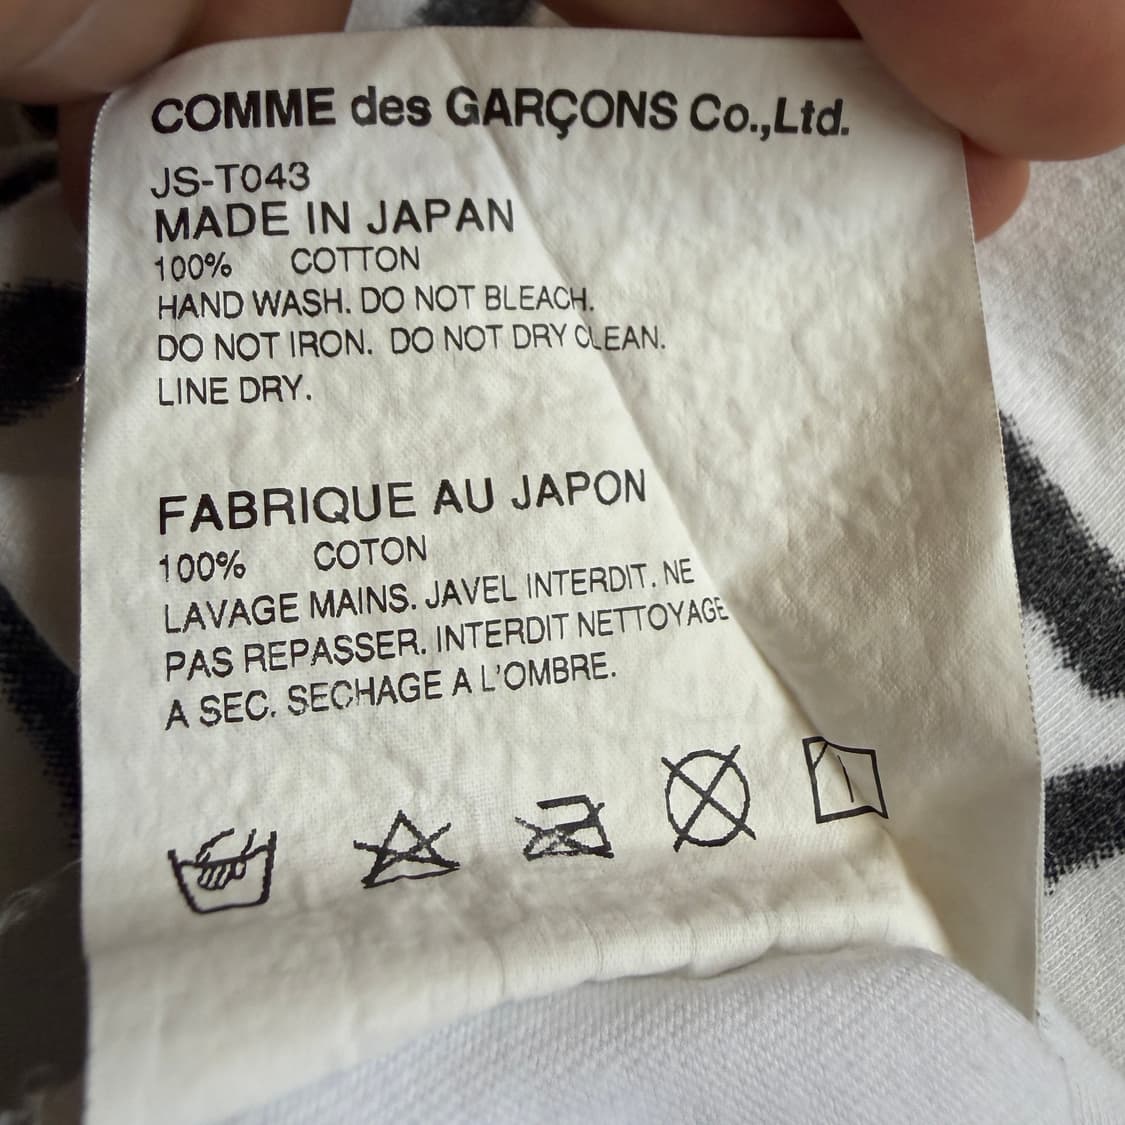 COMME des GARÇONS Co.,Ltd.
JS-T043
MADE IN JAPAN
100% COTTON
HAND WASH. DO NOT BLEACH.
DO NOT IRON. DO NOT DRY CLEAN.
LINE DRY.
FABRIQUE AU JAPON
100% COTON
LAVAGE MAINS. JAVEL INTERDIT. NE
PAS REPASSER. INTERDIT NETTOYAGE
A SEC. SECHAGE A L'OMBRE.